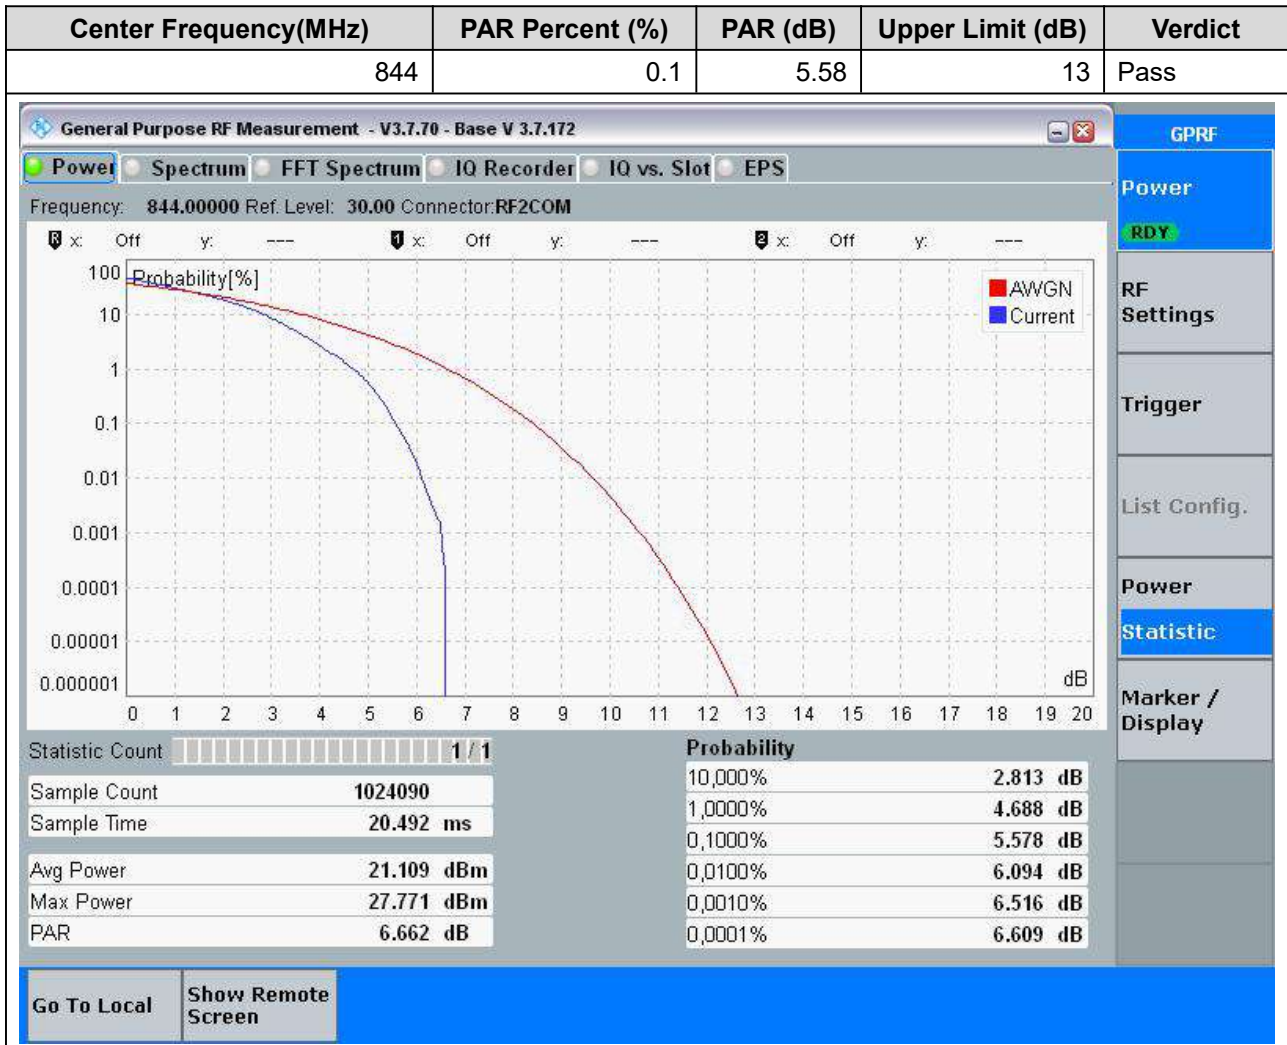 Center Frequency(MHz) PAR Percent (%) PAR (dB) Upper Limit (dB) Verdict
844 0.1 5.58 13 Pass
General Purpose RF Measurement - V3.7.70 - Base V 3.7.172
GPRF
Power Spectrum FFT Spectrum IQ Recorder IQ vs. Slot EPS
Power
RDY
Frequency: 844.00000 Ref. Level: 30.00 Connector:RF2COM
R x: Off y: --- 1 x: Off y: --- 2 x: Off y: ---
Probability[%]
AWGN
Current
100
10
1
0.1
0.01
0.001
0.0001
0.00001
0.000001
dB
0 1 2 3 4 5 6 7 8 9 10 11 12 13 14 15 16 17 18 19 20
RF
Settings
Trigger
List Config.
Power
Statistic
Marker /
Display
Statistic Count 1 / 1
Sample Count 1024090
Sample Time 20.492 ms
Avg Power 21.109 dBm
Max Power 27.771 dBm
PAR 6.662 dB
Probability
10,000% 2.813 dB
1,0000% 4.688 dB
0,1000% 5.578 dB
0,0100% 6.094 dB
0,0010% 6.516 dB
0,0001% 6.609 dB
Go To Local
Show Remote
Screen